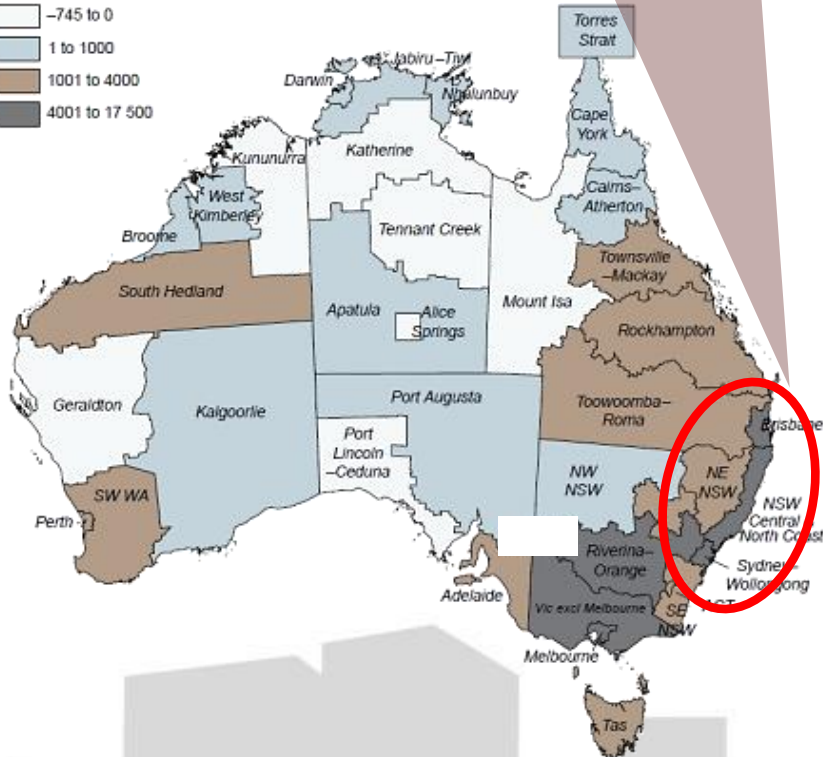 –745 to 0
1 to 1000
1001 to 4000
4001 to 17 500
Torres
Strait
Jabiru–Tiwi
Darwin
Nhulunbuy
Cape
York
Kununurra
Katherine
West
Kimberley
Cairns–
Atherton
Broome
Tennant Creek
Townsville
–Mackay
South Hedland
Apatula
Alice
Springs
Mount Isa
Rockhampton
Geraldton
Kalgoorlie
Port Augusta
Toowoomba–
Roma
Brisbane
Port
Lincoln
–Ceduna
NW
NSW
NE
NSW
SW WA
Perth
NSW
Central
North Coast
Riverina–
Orange
Sydney–
Wollongong
Adelaide
Vic excl Melbourne
SE
NSW
ACT
Melbourne
Tas